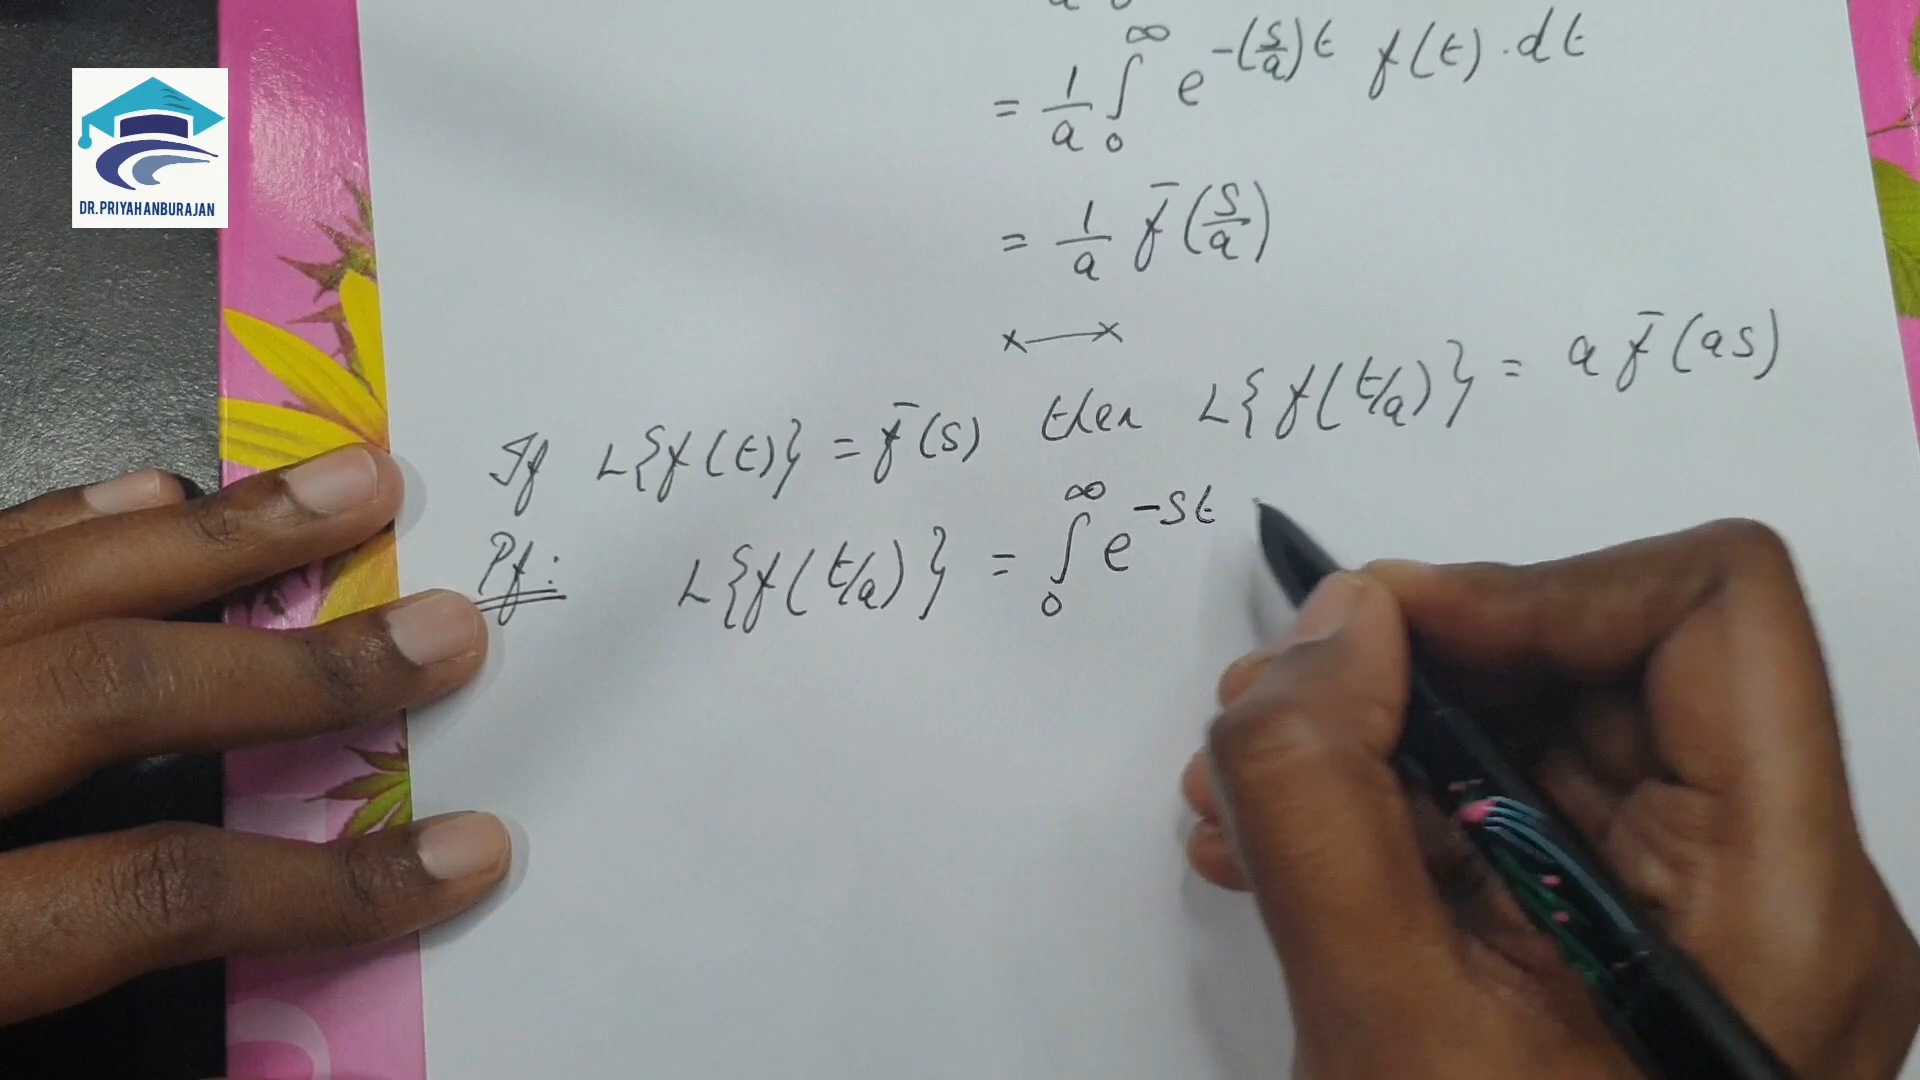 = 1/a ∫₀^∞ e^-(s/a)t f(t).dt
= 1/a f̄(s/a)
x—x
If L{f(t)} = f̄(s) then L{f(t/a)} = a f̄(as)
Pf: L{f(t/a)} = ∫₀^∞ e^-st
DR.PRIYAHANBURAJAN